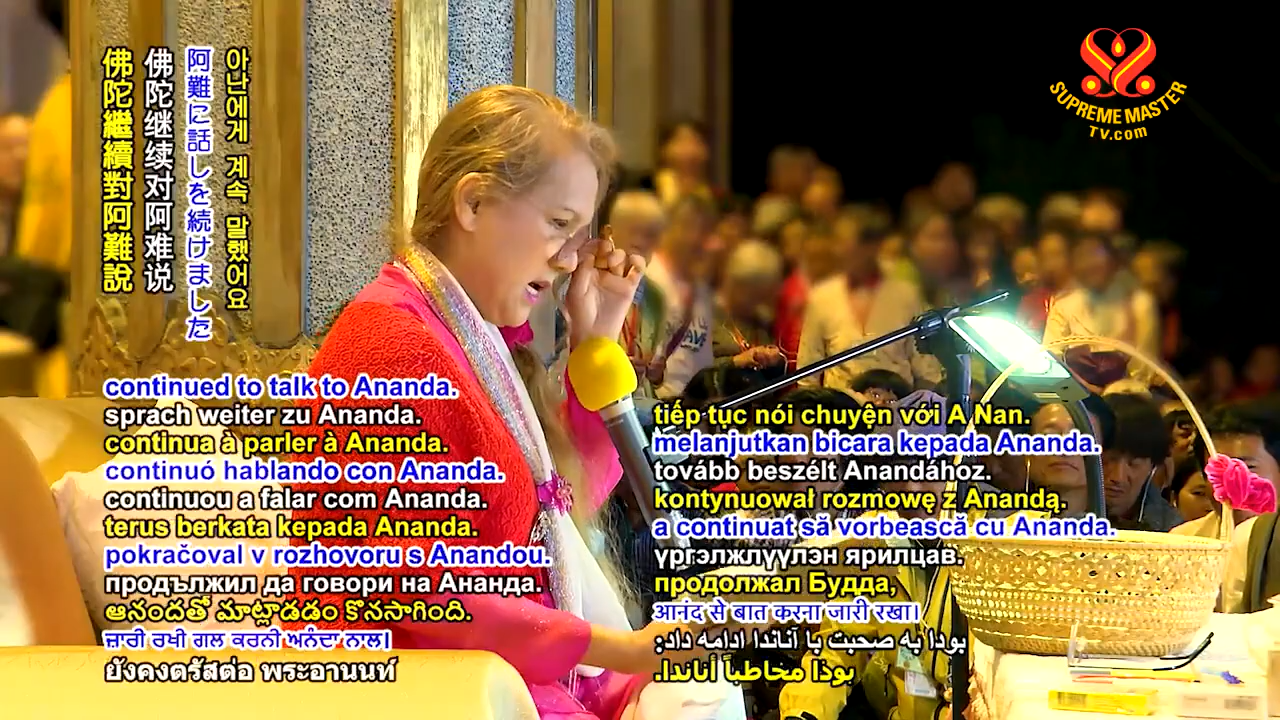 SUPREME MASTER
TV.com
아난에게 계속 말했어요
阿難に話しを続けました
佛陀继续对阿难说
佛陀繼續對阿難說
continued to talk to Ananda.
sprach weiter zu Ananda.
continua à parler à Ananda.
continuó hablando con Ananda.
continuou a falar com Ananda.
terus berkata kepada Ananda.
pokračoval v rozhovoru s Anandou.
продължил да говори на Ананда.
ఆనందతో మాట్లాడడం కొనసాగింది.
ਜਾਰੀ ਰਖੀ ਗਲ ਕਰਨੀ ਅਨੰਦਾ ਨਾਲ।
ยังคงตรัสต่อ พระอานนท์
tiếp tục nói chuyện với A Nan.
melanjutkan bicara kepada Ananda.
tovább beszélt Anandához.
kontynuował rozmowę z Anandą.
a continuat să vorbească cu Ananda.
үргэлжлүүлэн ярилцав.
продолжал Будда,
आनंद से बात करना जारी रखा।
بودا به صحبت با آناندا ادامه داد:
بوذا مخاطباً أناندا.